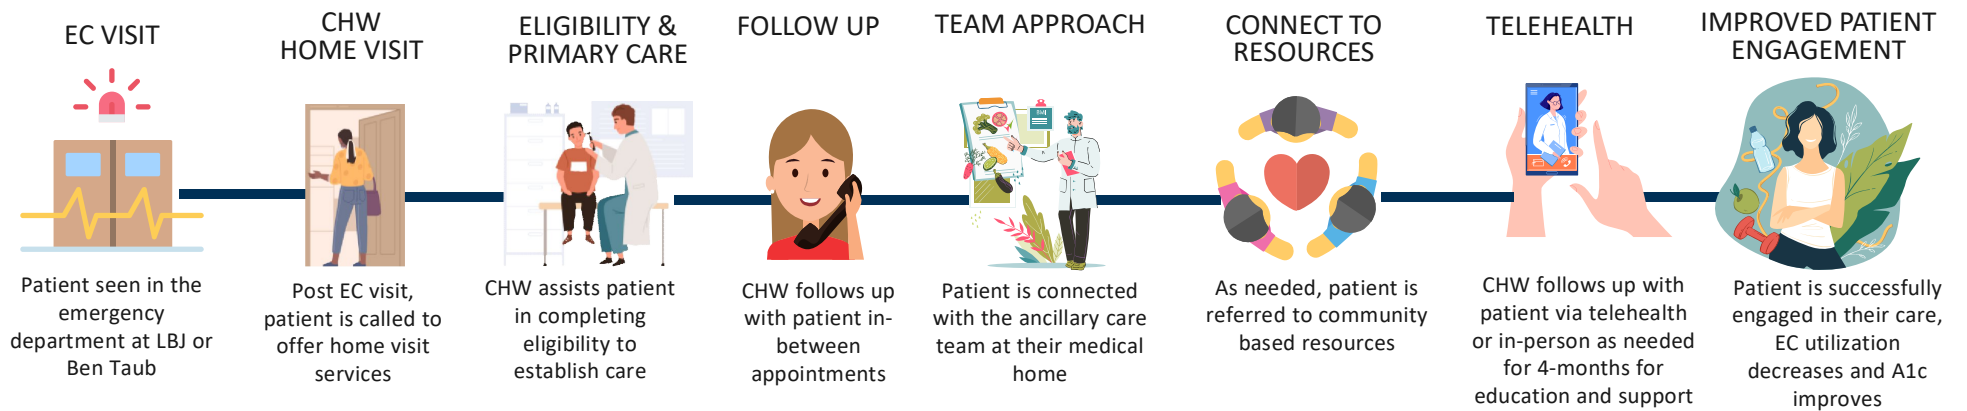 EC VISIT
Patient seen in the
emergency
department at LBJ or
Ben Taub
CHW
HOME VISIT
Post EC visit,
patient is called to
offer home visit
services
ELIGIBILITY &
PRIMARY CARE
CHW assists patient
in completing
eligibility to
establish care
FOLLOW UP
CHW follows up
with patient in-
between
appointments
TEAM APPROACH
Patient is connected
with the ancillary care
team at their medical
home
CONNECT TO
RESOURCES
As needed, patient is
referred to community
based resources
TELEHEALTH
CHW follows up with
patient via telehealth
or in-person as needed
for 4-months for
education and support
IMPROVED PATIENT
ENGAGEMENT
Patient is successfully
engaged in their care,
EC utilization
decreases and A1c
improves